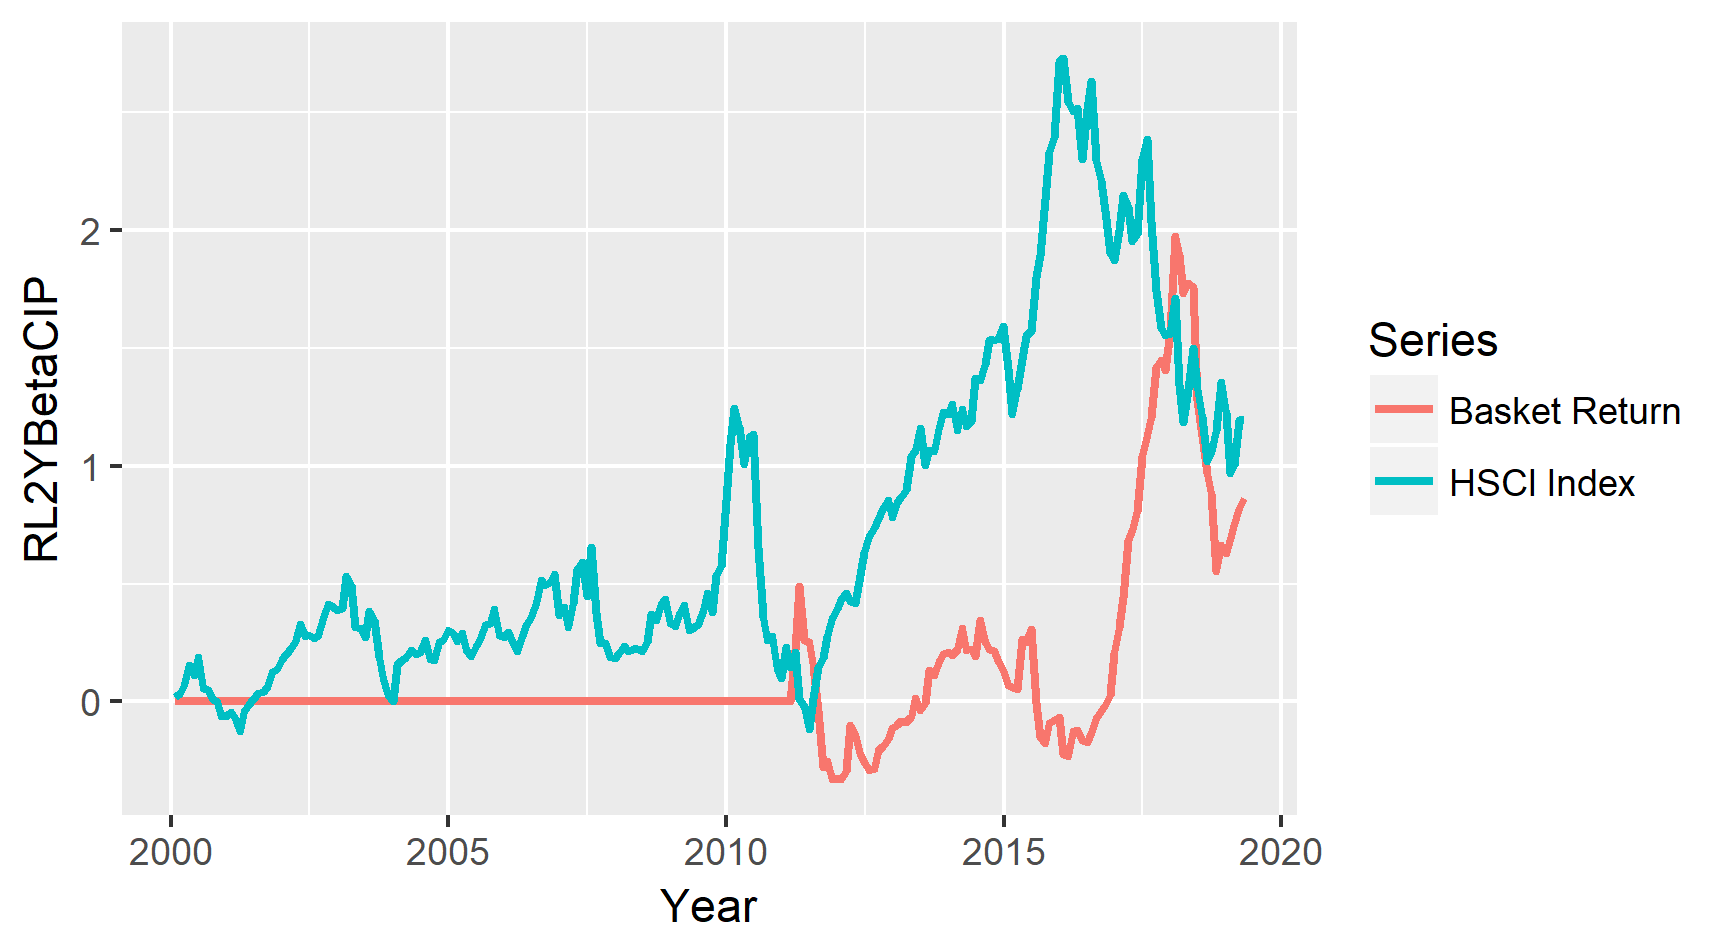 RL2YBetaCIP
2
1
0
2000 2005 2010 2015 2020
Year
Series
Basket Return
HSCI Index